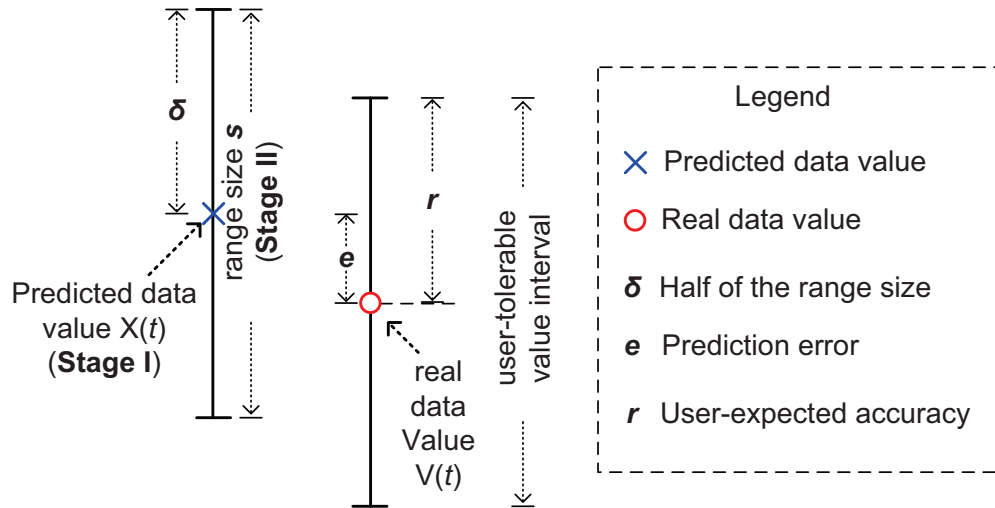 δ
range size s
(Stage II)
Predicted data
value X(t)
(Stage I)
e
r
real
data
Value
V(t)
user-tolerable
value interval
Legend
Predicted data value
Real data value
δ Half of the range size
e Prediction error
r User-expected accuracy